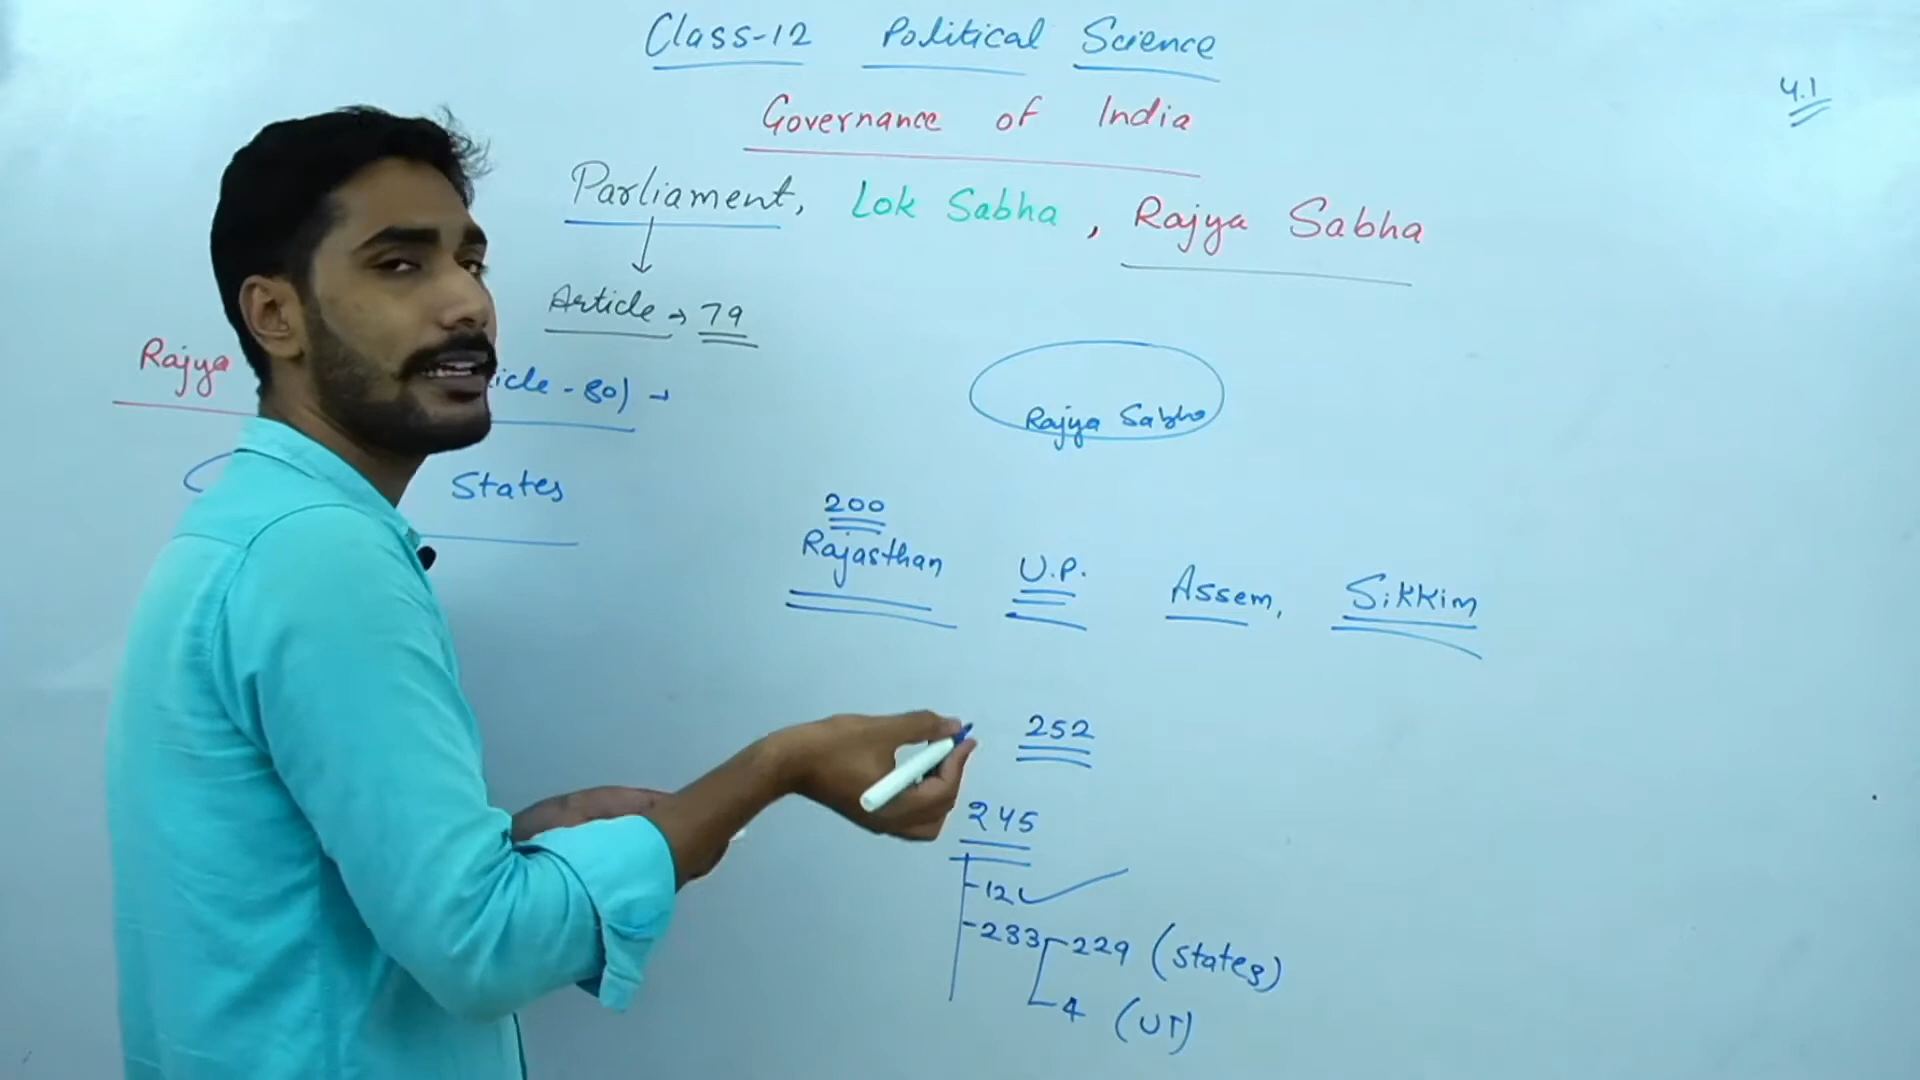 Class-12 Political Science
4.1
Governance of India
Parliament, Lok Sabha, Rajya Sabha
Article → 79
Rajya icle - 80) →
Rajya Sabha
States
200
Rajasthan U.P. Assem, Sikkim
252
245
-12
-233 -229 (states)
4 (UT)